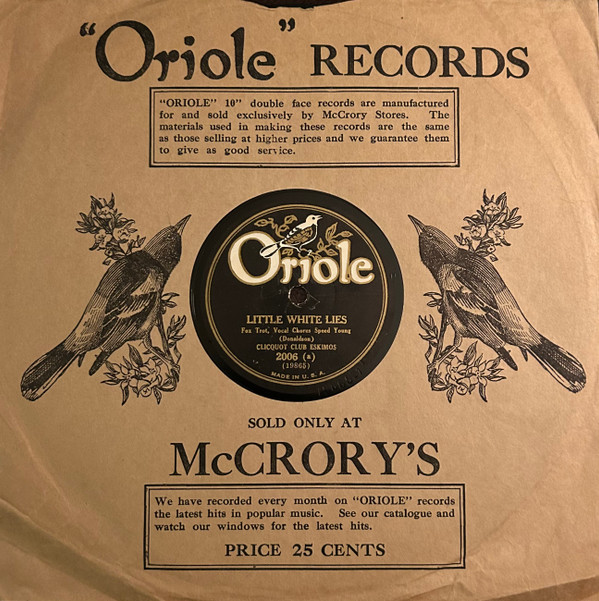 "Oriole" RECORDS
"ORIOLE" 10" double face records are manufactured
for and sold exclusively by McCrory Stores. The
materials used in making these records are the same
as those selling at higher prices and we guarantee them
to give as good service.
Oriole
LITTLE WHITE LIES
Fox Trot, Vocal Chorus Speed Young
(Donaldson)
CLICQUOT CLUB ESKIMOS
2006 (a)
(19865)
MADE IN U. S. A.
SOLD ONLY AT
McCRORY'S
We have recorded every month on "ORIOLE" records
the latest hits in popular music. See our catalogue and
watch our windows for the latest hits.
PRICE 25 CENTS